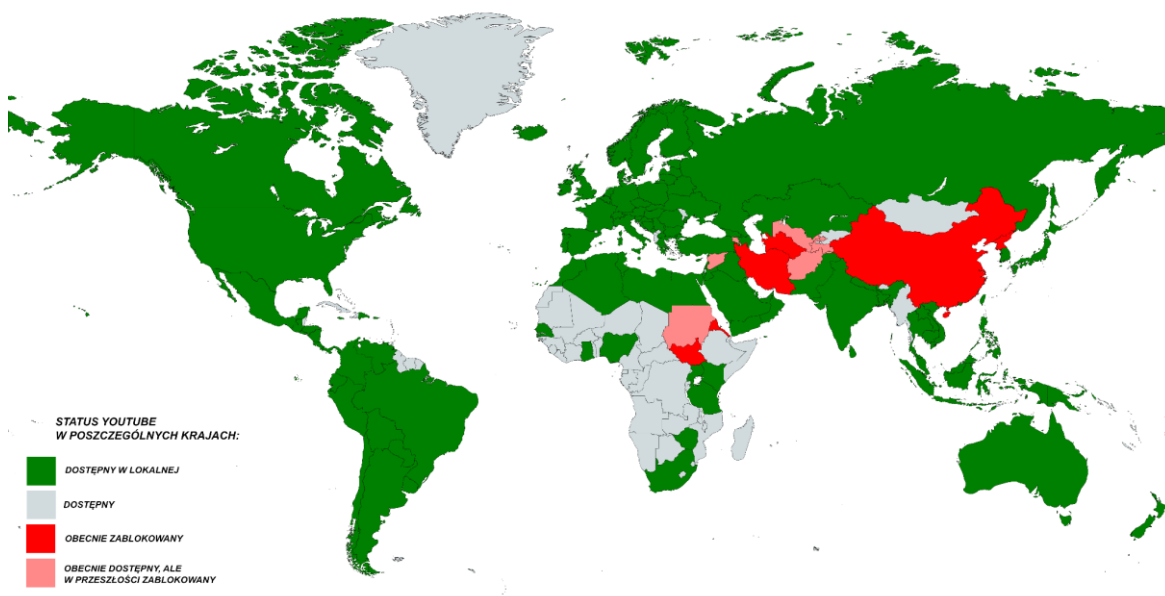 STATUS YOUTUBE
W POSZCZEGÓLNYCH KRAJACH:
DOSTĘPNY W LOKALNEJ
DOSTĘPNY
OBECNIE ZABLOKOWANY
OBECNIE DOSTĘPNY, ALE
W PRZESZŁOŚCI ZABLOKOWANY